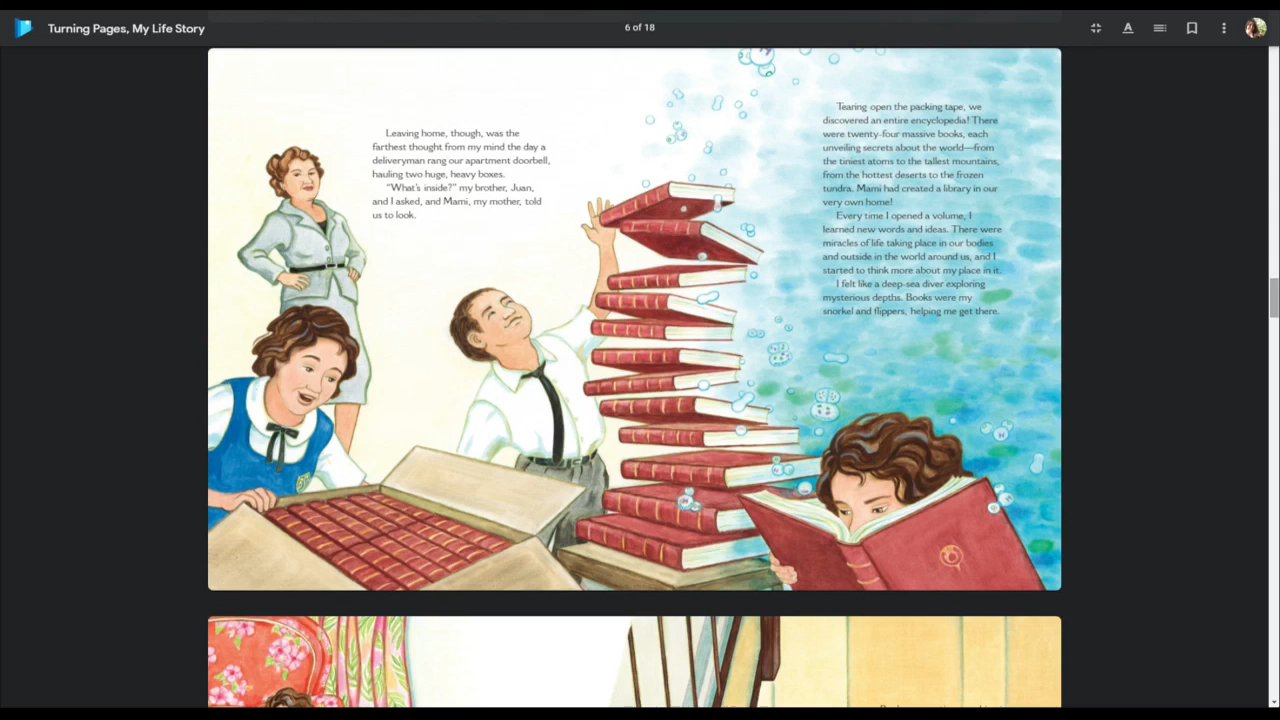 Turning Pages, My Life Story
6 of 18
Leaving home, though, was the
farthest thought from my mind the day a
deliveryman rang our apartment doorbell,
hauling two huge, heavy boxes.
“What’s inside?” my brother, Juan,
and I asked, and Mami, my mother, told
us to look.
Tearing open the packing tape, we
discovered an entire encyclopedia! There
were twenty-four massive books, each
unveiling secrets about the world—from
the tiniest atoms to the tallest mountains,
from the hottest deserts to the frozen
tundra. Mami had created a library in our
very own home!
Every time I opened a volume, I
learned new words and ideas. There were
miracles of life taking place in our bodies
and outside in the world around us, and I
started to think more about my place in it.
I felt like a deep-sea diver exploring
mysterious depths. Books were my
snorkel and flippers, helping me get there.